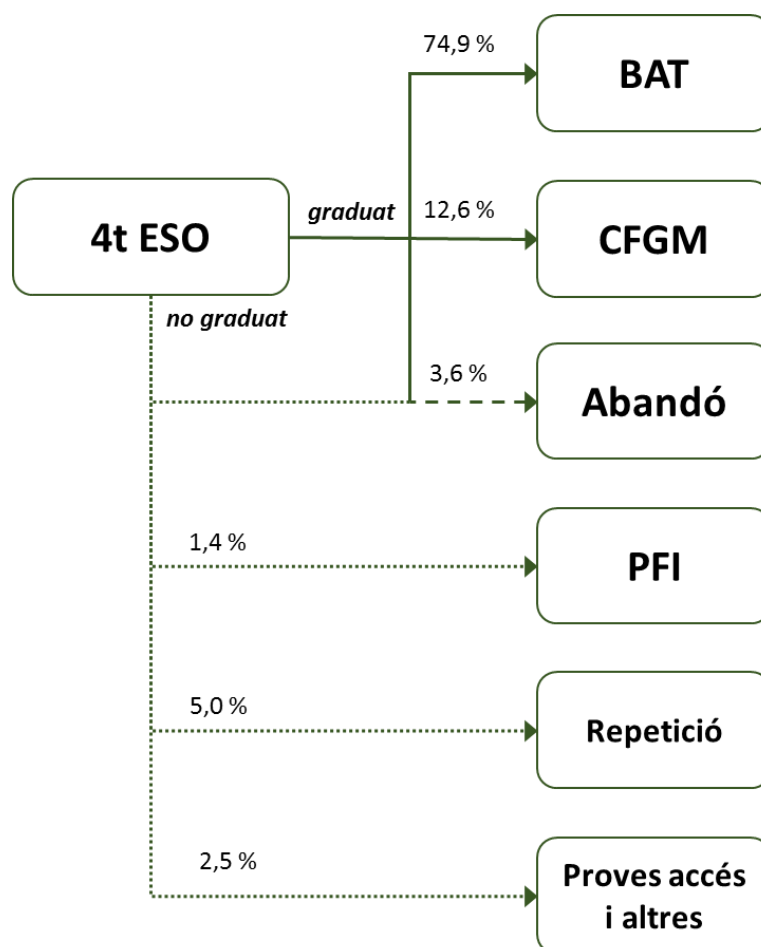 74,9 %
BAT
4t ESO
graduat
12,6 %
CFGM
no graduat
3,6 %
Abandó
1,4 %
PFI
5,0 %
Repetició
2,5 %
Proves accés
i altres